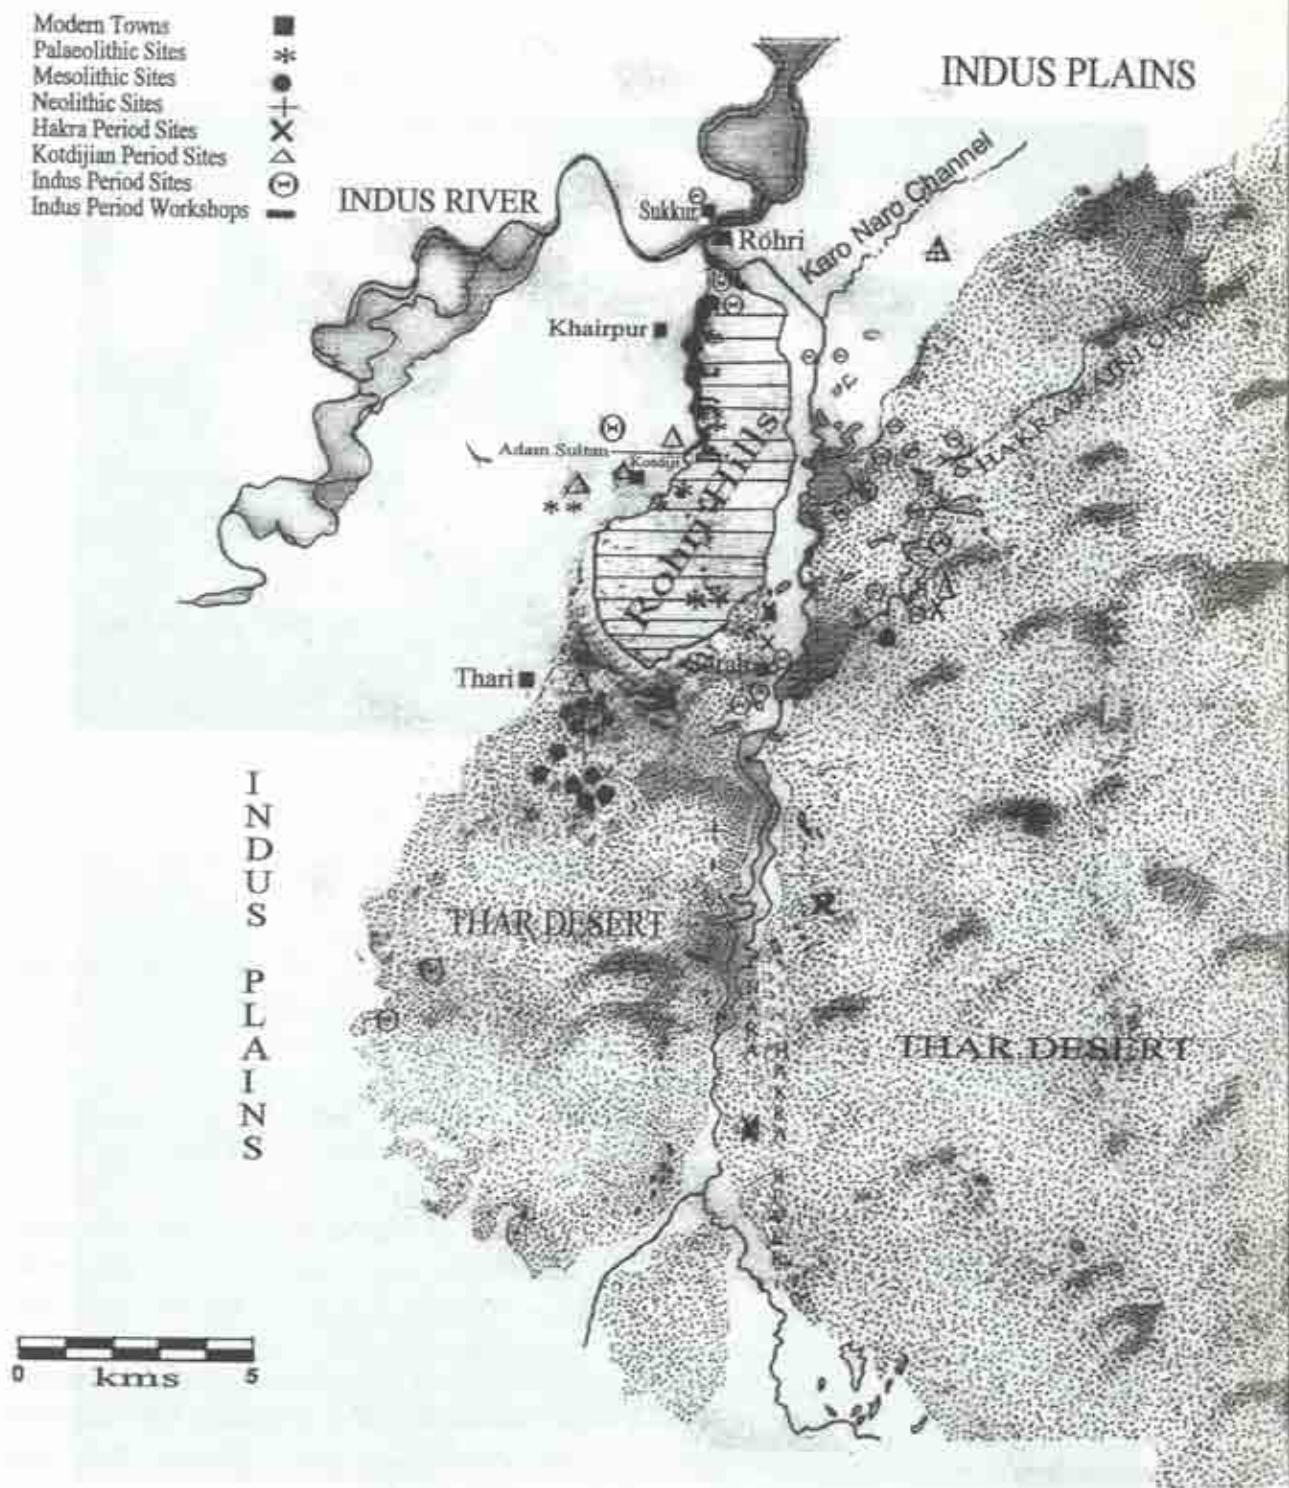 Modern Towns
Palaeolithic Sites
Mesolithic Sites
Neolithic Sites
Hakra Period Sites
Kotdijian Period Sites
Indus Period Sites
Indus Period Workshops
INDUS PLAINS
INDUS RIVER
Karo Naro Channel
Sukkur
Rohri
Khairpur
Adam Sultan
Rohri Hills
Thari
INDUS PLAINS
THAR DESERT
THAR DESERT
0 5
kms